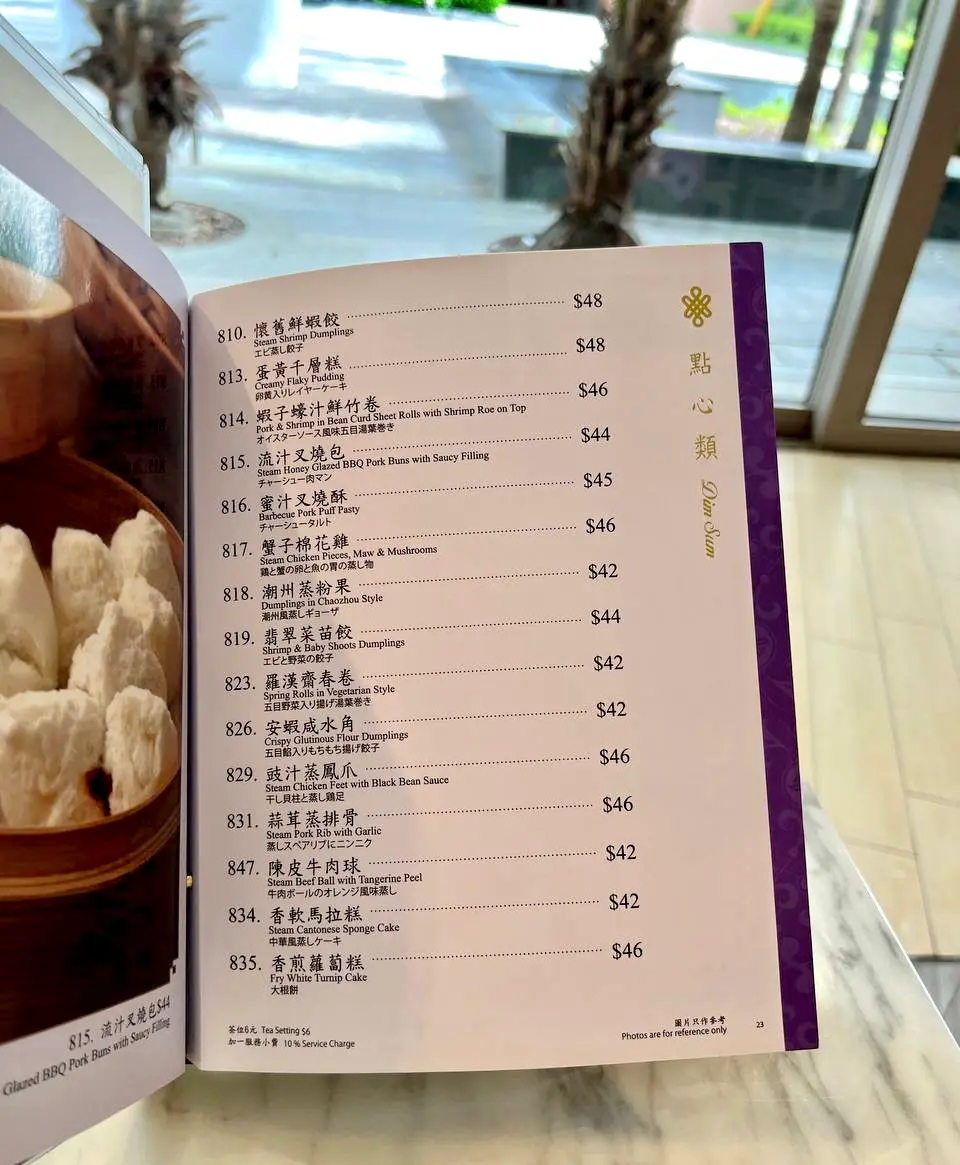 810. 懷舊鮮蝦餃 $48
Steam Shrimp Dumplings
エビ蒸し餃子
813. 蛋黃千層糕 $48
Creamy Flaky Pudding
卵黄入りレイヤーケーキ
814. 蝦子蠔汁鮮竹卷 $46
Pork & Shrimp in Bean Curd Sheet Rolls with Shrimp Roe on Top
オイスターソース風味五目湯葉巻き
815. 流汁叉燒包 $44
Steam Honey Glazed BBQ Pork Buns with Saucy Filling
チャーシュー肉マン
816. 蜜汁叉燒酥 $45
Barbecue Pork Puff Pasty
チャーシュータルト
817. 蟹子棉花雞 $46
Steam Chicken Pieces, Maw & Mushrooms
鶏と蟹の卵と魚の胃の蒸し物
818. 潮州蒸粉果 $42
Dumplings in Chaozhou Style
潮州風蒸しギョーザ
819. 翡翠菜苗餃 $44
Shrimp & Baby Shoots Dumplings
エビと野菜の餃子
823. 羅漢齋春卷 $42
Spring Rolls in Vegetarian Style
五目野菜入り揚げ湯葉巻き
826. 安蝦咸水角 $42
Crispy Glutinous Flour Dumplings
五目餡入りもちもち揚げ餃子
829. 豉汁蒸鳳爪 $46
Steam Chicken Feet with Black Bean Sauce
干し貝柱と蒸し鶏足
831. 蒜茸蒸排骨 $46
Steam Pork Rib with Garlic
蒸しスペアリブにニンニク
847. 陳皮牛肉球 $42
Steam Beef Ball with Tangerine Peel
牛肉ボールのオレンジ風味蒸し
834. 香軟馬拉糕 $42
Steam Cantonese Sponge Cake
中華風蒸しケーキ
835. 香煎蘿蔔糕 $46
Fry White Turnip Cake
大根餅
點心類 Dim Sum
茶位6元 Tea Setting $6
加一服務小費 10 % Service Charge
圖片只作參考
Photos are for reference only
23
815. 流汁叉燒包$44
Glazed BBQ Pork Buns with Saucy Filling